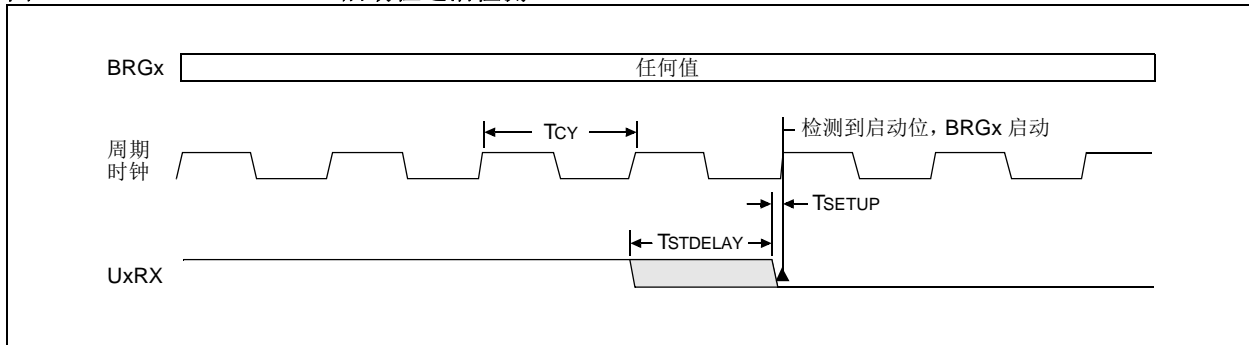 BRGx
任何值
TCY
检测到启动位，BRGx 启动
周期
时钟
TSETUP
TSTDELAY
UxRX